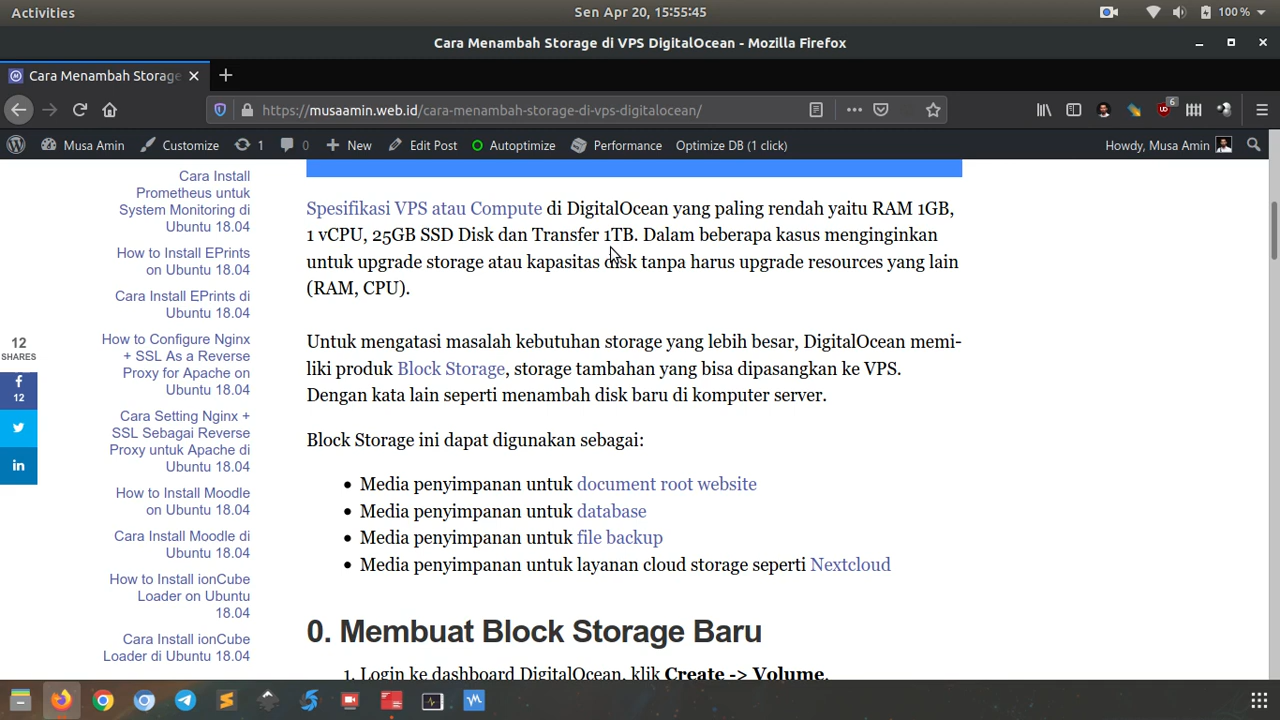 Activities
Sen Apr 20, 15:55:45
100 %
Cara Menambah Storage di VPS DigitalOcean - Mozilla Firefox
Cara Menambah Storage
https://musaamin.web.id/cara-menambah-storage-di-vps-digitalocean/
6
Musa Amin
Customize
1
0
New
Edit Post
Autoptimize
Performance
Optimize DB (1 click)
Howdy, Musa Amin
Cara Install
Prometheus untuk
System Monitoring di
Ubuntu 18.04
How to Install EPrints
on Ubuntu 18.04
Cara Install EPrints di
Ubuntu 18.04
How to Configure Nginx
+ SSL As a Reverse
Proxy for Apache on
Ubuntu 18.04
Cara Setting Nginx +
SSL Sebagai Reverse
Proxy untuk Apache di
Ubuntu 18.04
How to Install Moodle
on Ubuntu 18.04
Cara Install Moodle di
Ubuntu 18.04
How to Install ionCube
Loader on Ubuntu
18.04
Cara Install ionCube
Loader di Ubuntu 18.04
12
SHARES
12
Spesifikasi VPS atau Compute di DigitalOcean yang paling rendah yaitu RAM 1GB,
1 vCPU, 25GB SSD Disk dan Transfer 1TB. Dalam beberapa kasus menginginkan
untuk upgrade storage atau kapasitas disk tanpa harus upgrade resources yang lain
(RAM, CPU).
Untuk mengatasi masalah kebutuhan storage yang lebih besar, DigitalOcean memi-
liki produk Block Storage, storage tambahan yang bisa dipasangkan ke VPS.
Dengan kata lain seperti menambah disk baru di komputer server.
Block Storage ini dapat digunakan sebagai:
• Media penyimpanan untuk document root website
• Media penyimpanan untuk database
• Media penyimpanan untuk file backup
• Media penyimpanan untuk layanan cloud storage seperti Nextcloud
0. Membuat Block Storage Baru
1. Login ke dashboard DigitalOcean, klik Create -> Volume.